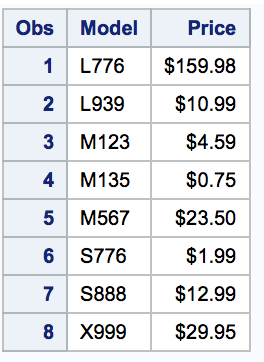 Obs Model Price
1 L776 $159.98
2 L939 $10.99
3 M123 $4.59
4 M135 $0.75
5 M567 $23.50
6 S776 $1.99
7 S888 $12.99
8 X999 $29.95